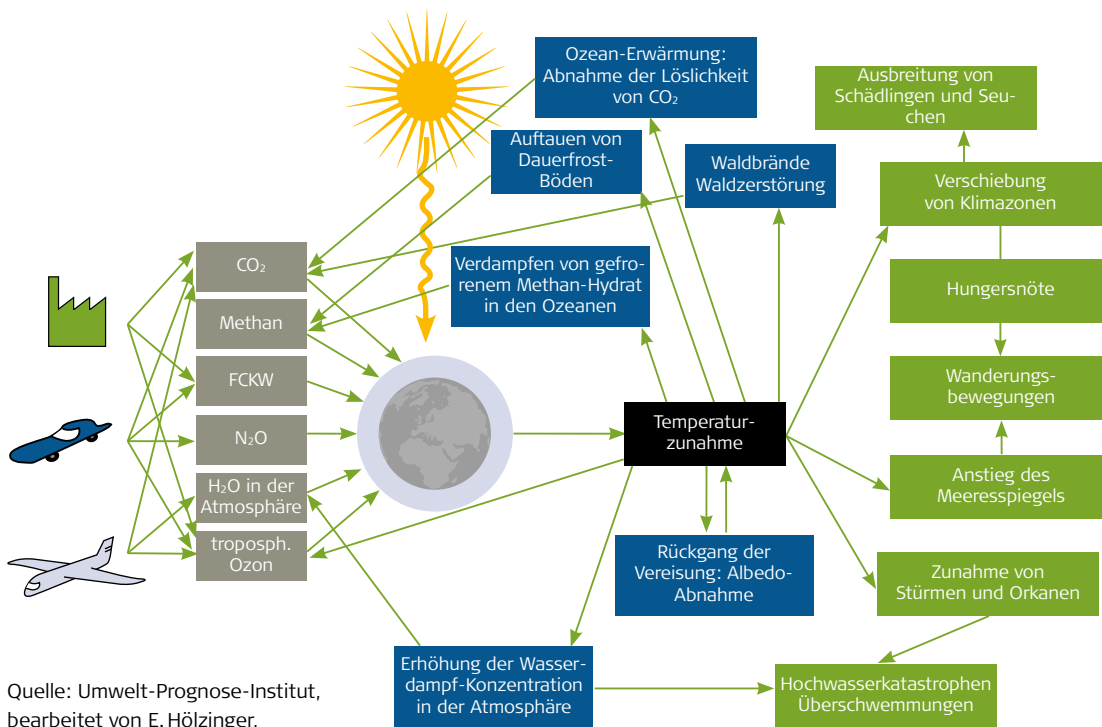 Ozean-Erwärmung:
Abnahme der Löslichkeit
von CO₂
Ausbreitung von
Schädlingen und Seu-
chen
Auftauen von
Dauerfrost-
Böden
Waldbrände
Waldzerstörung
Verschiebung
von Klimazonen
CO₂
Verdampfen von gefro-
renem Methan-Hydrat
in den Ozeanen
Hungersnöte
Methan
FCKW
Wanderungs-
bewegungen
Temperatur-
zunahme
N₂O
H₂O in der
Atmosphäre
Anstieg des
Meeresspiegels
troposph.
Ozon
Rückgang der
Vereisung: Albedo-
Abnahme
Zunahme von
Stürmen und Orkanen
Erhöhung der Wasser-
dampf-Konzentration
in der Atmosphäre
Hochwasserkatastrophen
Überschwemmungen
Quelle: Umwelt-Prognose-Institut,
bearbeitet von E. Hölzinger.